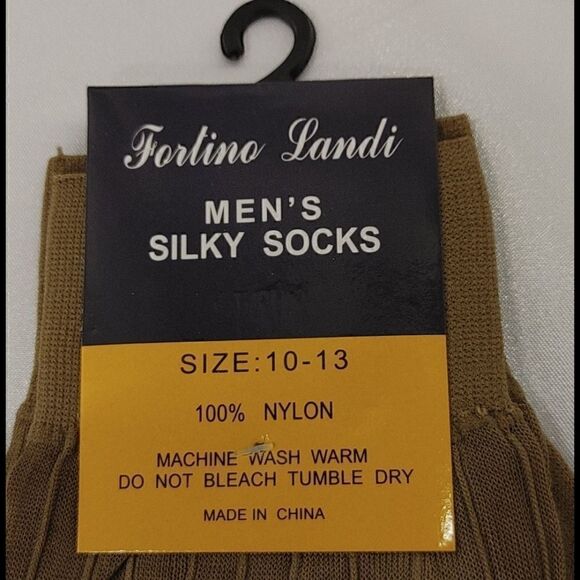 Fortino Landi
MEN'S
SILKY SOCKS
SIZE:10-13
100% NYLON
MACHINE WASH WARM
DO NOT BLEACH TUMBLE DRY
MADE IN CHINA